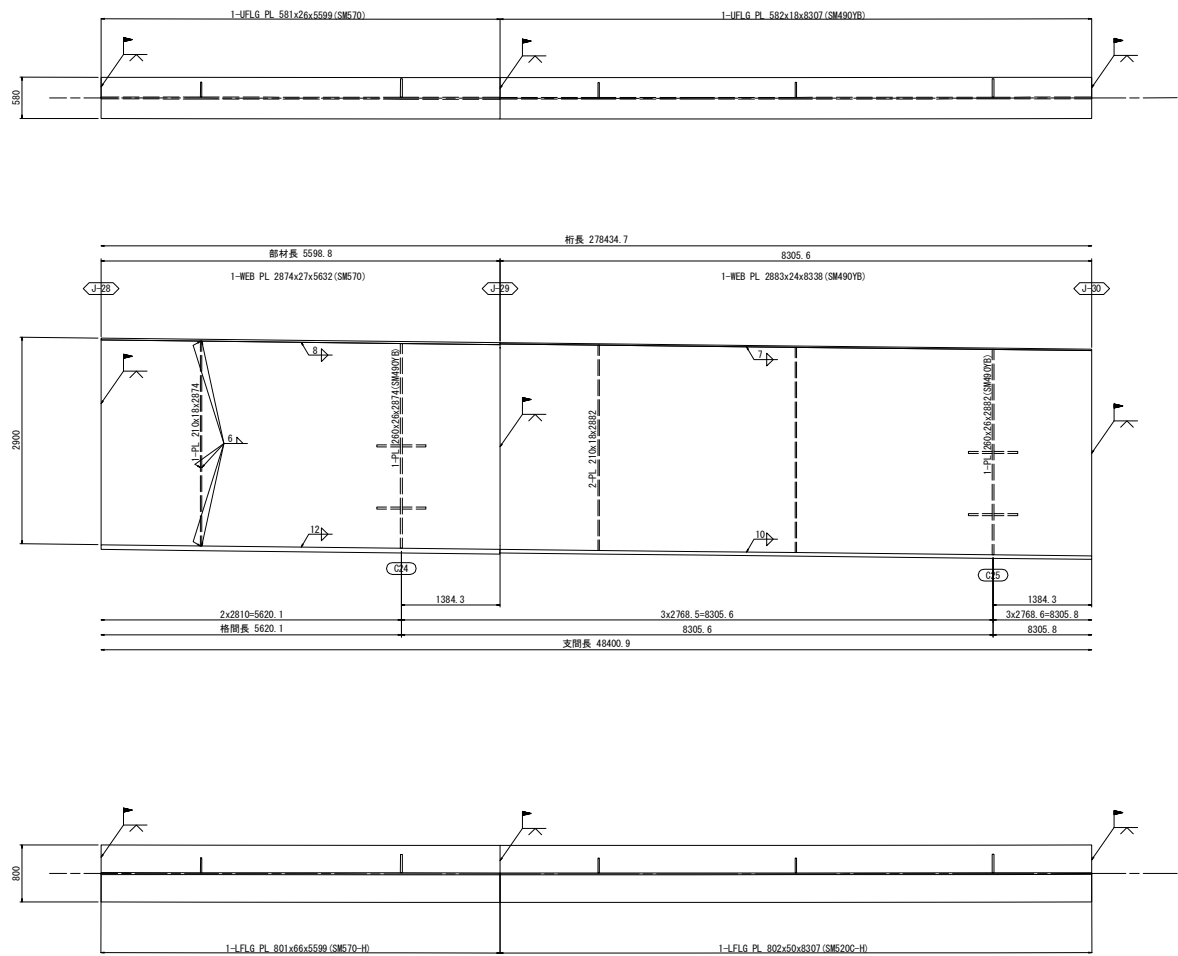 1-UFLG PL 581x26x5599(SM570)
1-UFLG PL 582x18x8307(SM490YB)
580
桁長 278434.7
部材長 5598.8
8305.6
1-WEB PL 2874x27x5632(SM570)
1-WEB PL 2883x24x8338(SM490YB)
J-28
J-29
J-30
2900
1-PL 210x18x2874
8
1-PL 260x26x2874(SM490YB)
7
1-PL 260x26x2882(SM490YB)
6
2-PL 210x18x2882
12
10
C24
C25
1384.3
1384.3
2x2810=5620.1
3x2768.5=8305.6
3x2768.6=8305.8
格間長 5620.1
8305.6
8305.8
支間長 48400.9
800
1-LFLG PL 801x66x5599(SM570-H)
1-LFLG PL 802x50x8307(SM520C-H)